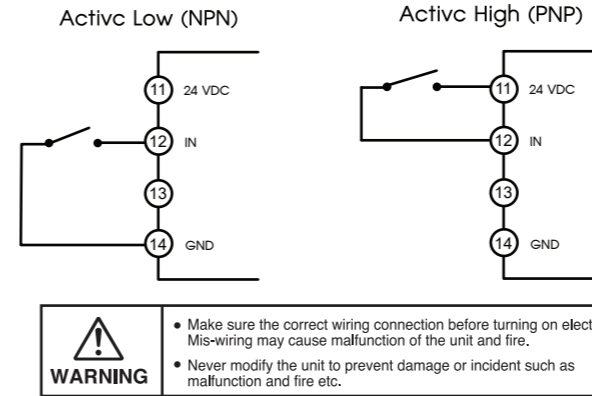 Activc Low (NPN)
11 24 VDC
12 IN
13
14 GND
Activc High (PNP)
11 24 VDC
12 IN
13
14 GND
WARNING
• Make sure the correct wiring connection before turning on elect
Mis-wiring may cause malfunction of the unit and fire.
• Never modify the unit to prevent damage or incident such as
malfunction and fire etc.